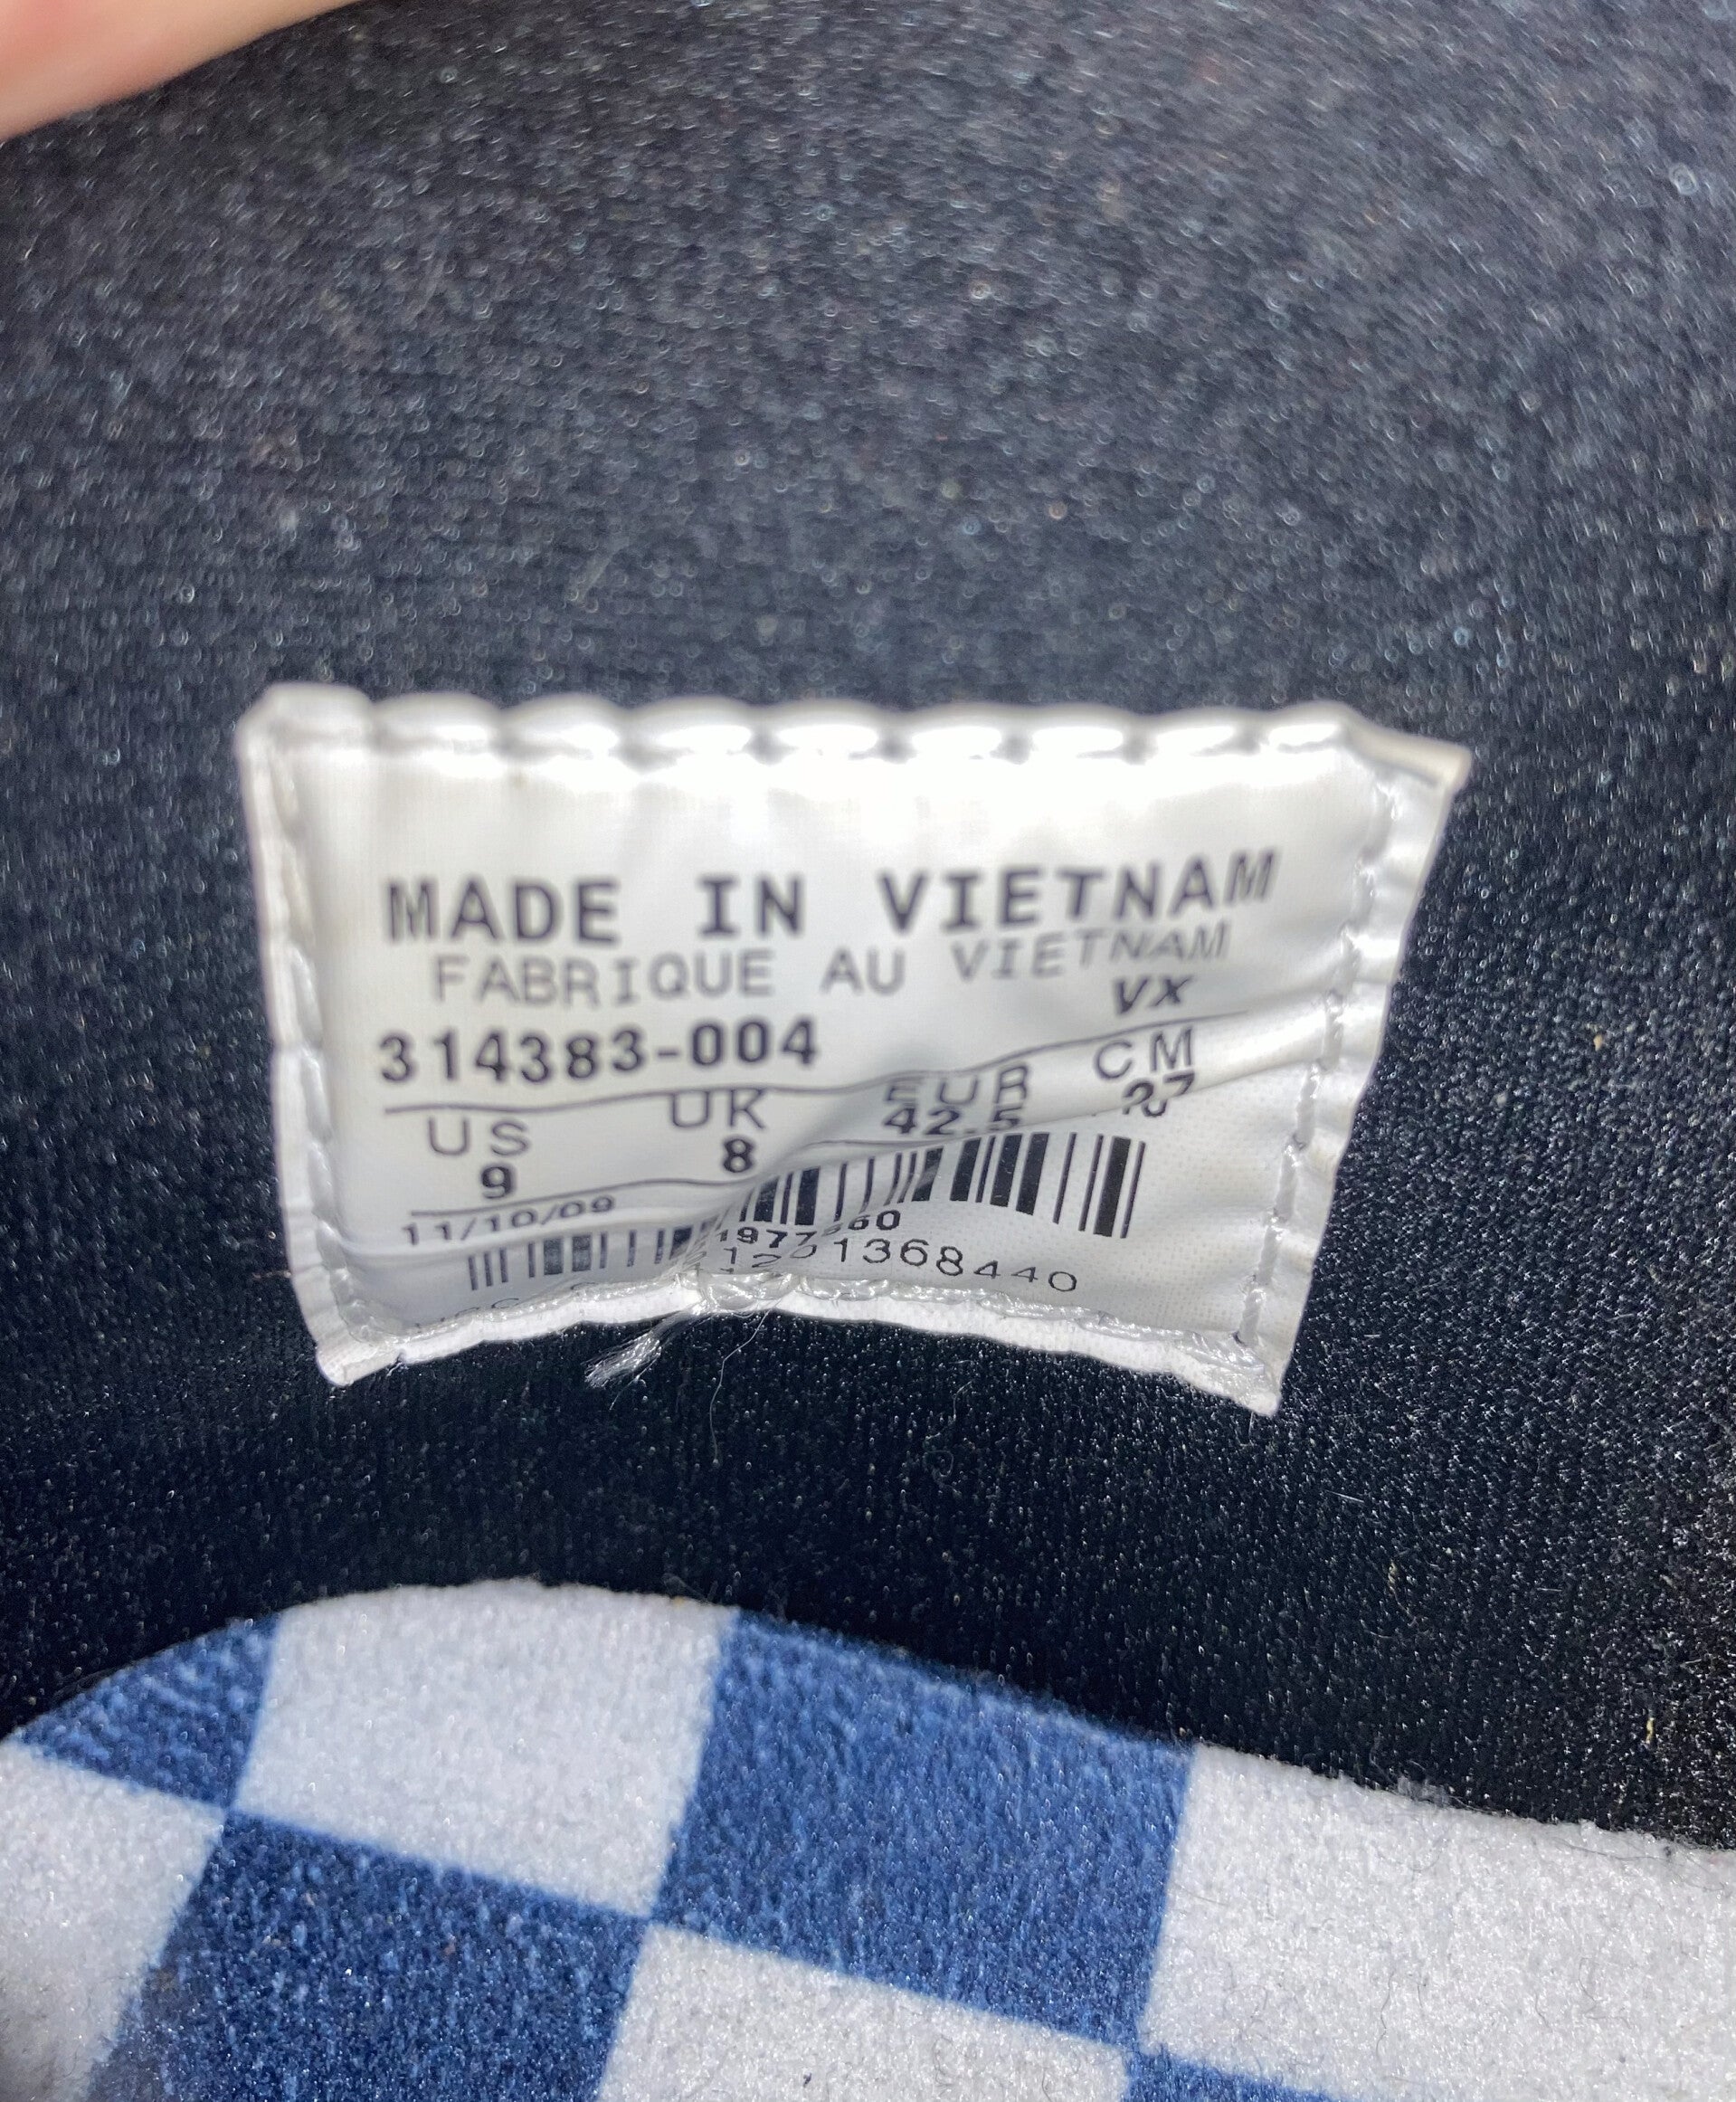 MADE IN VIETNAM
FABRIQUE AU VIETNAM
VX
314383-004
US UK EUR CM
9 8 42.5 27
11/10/09